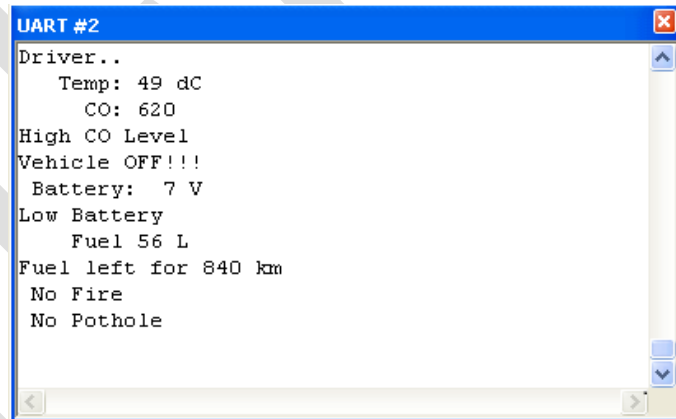 UART #2
Driver..
Temp: 49 dC
CO: 620
High CO Level
Vehicle OFF!!!
Battery: 7 V
Low Battery
Fuel 56 L
Fuel left for 840 km
No Fire
No Pothole